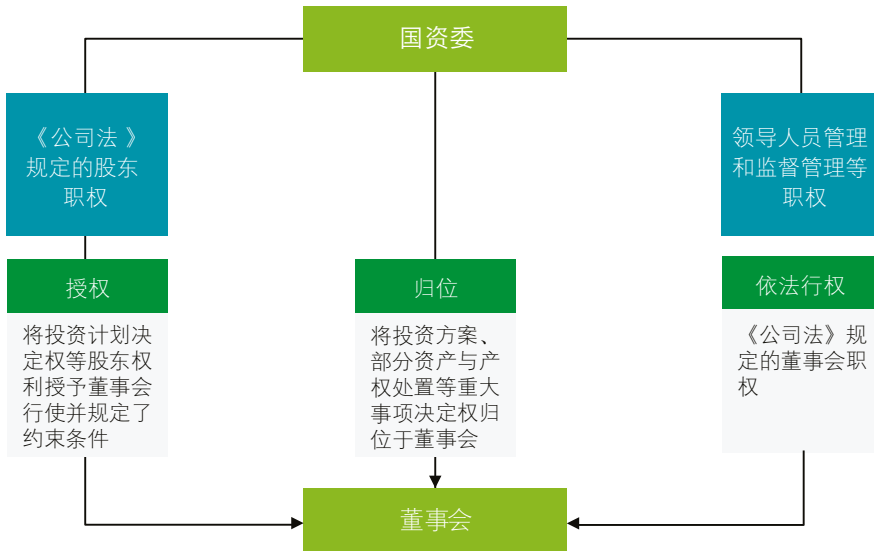 国资委
《公司法 》
规定的股东
职权
领导人员管理
和监督管理等
职权
授权
将投资计划决
定权等股东权
利授予董事会
行使并规定了
约束条件
归位
将投资方案、
部分资产与产
权处置等重大
事项决定权归
位于董事会
依法行权
《公司法》规
定的董事会职
权
董事会